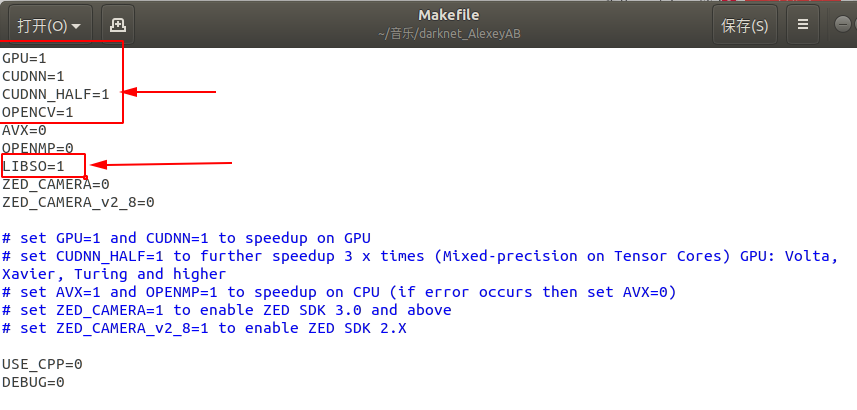 打开(O)
Makefile
~/音乐/darknet_AlexeyAB
保存(S)
GPU=1
CUDNN=1
CUDNN_HALF=1
OPENCV=1
AVX=0
OPENMP=0
LIBSO=1
ZED_CAMERA=0
ZED_CAMERA_v2_8=0
# set GPU=1 and CUDNN=1 to speedup on GPU
# set CUDNN_HALF=1 to further speedup 3 x times (Mixed-precision on Tensor Cores) GPU: Volta,
Xavier, Turing and higher
# set AVX=1 and OPENMP=1 to speedup on CPU (if error occurs then set AVX=0)
# set ZED_CAMERA=1 to enable ZED SDK 3.0 and above
# set ZED_CAMERA_v2_8=1 to enable ZED SDK 2.X
USE_CPP=0
DEBUG=0